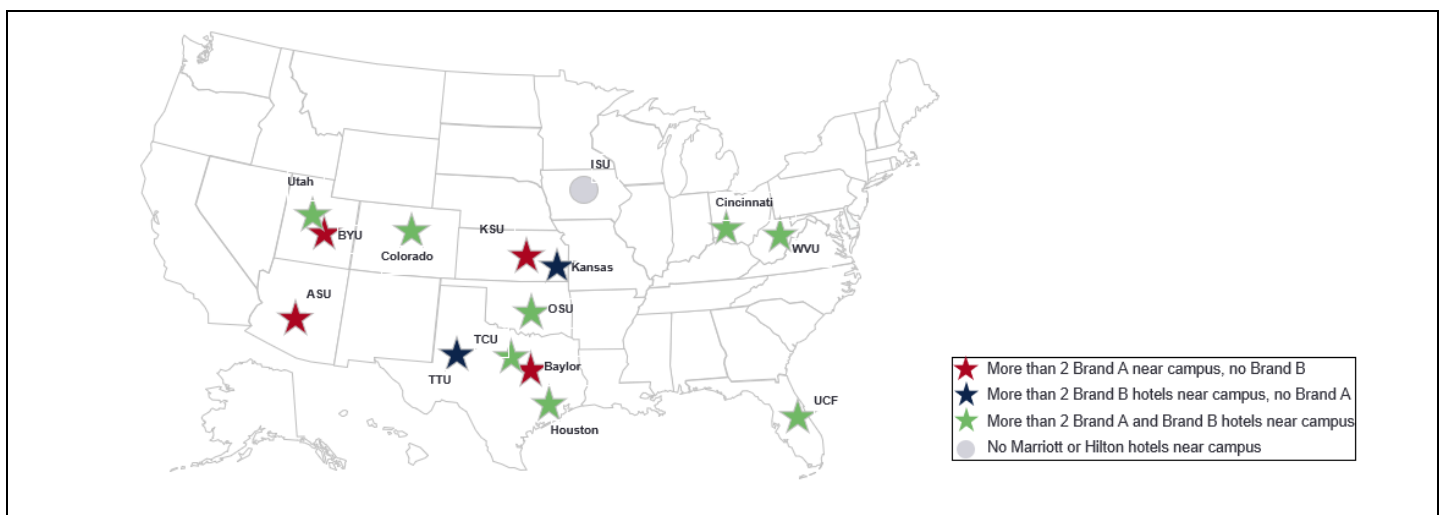 ISU
Utah
Cincinnati
KSU
BYU
WVU
Colorado
Kansas
ASU
OSU
TCU
Baylor
TTU
UCF
Houston
More than 2 Brand A near campus, no Brand B
More than 2 Brand B hotels near campus, no Brand A
More than 2 Brand A and Brand B hotels near campus
No Marriott or Hilton hotels near campus